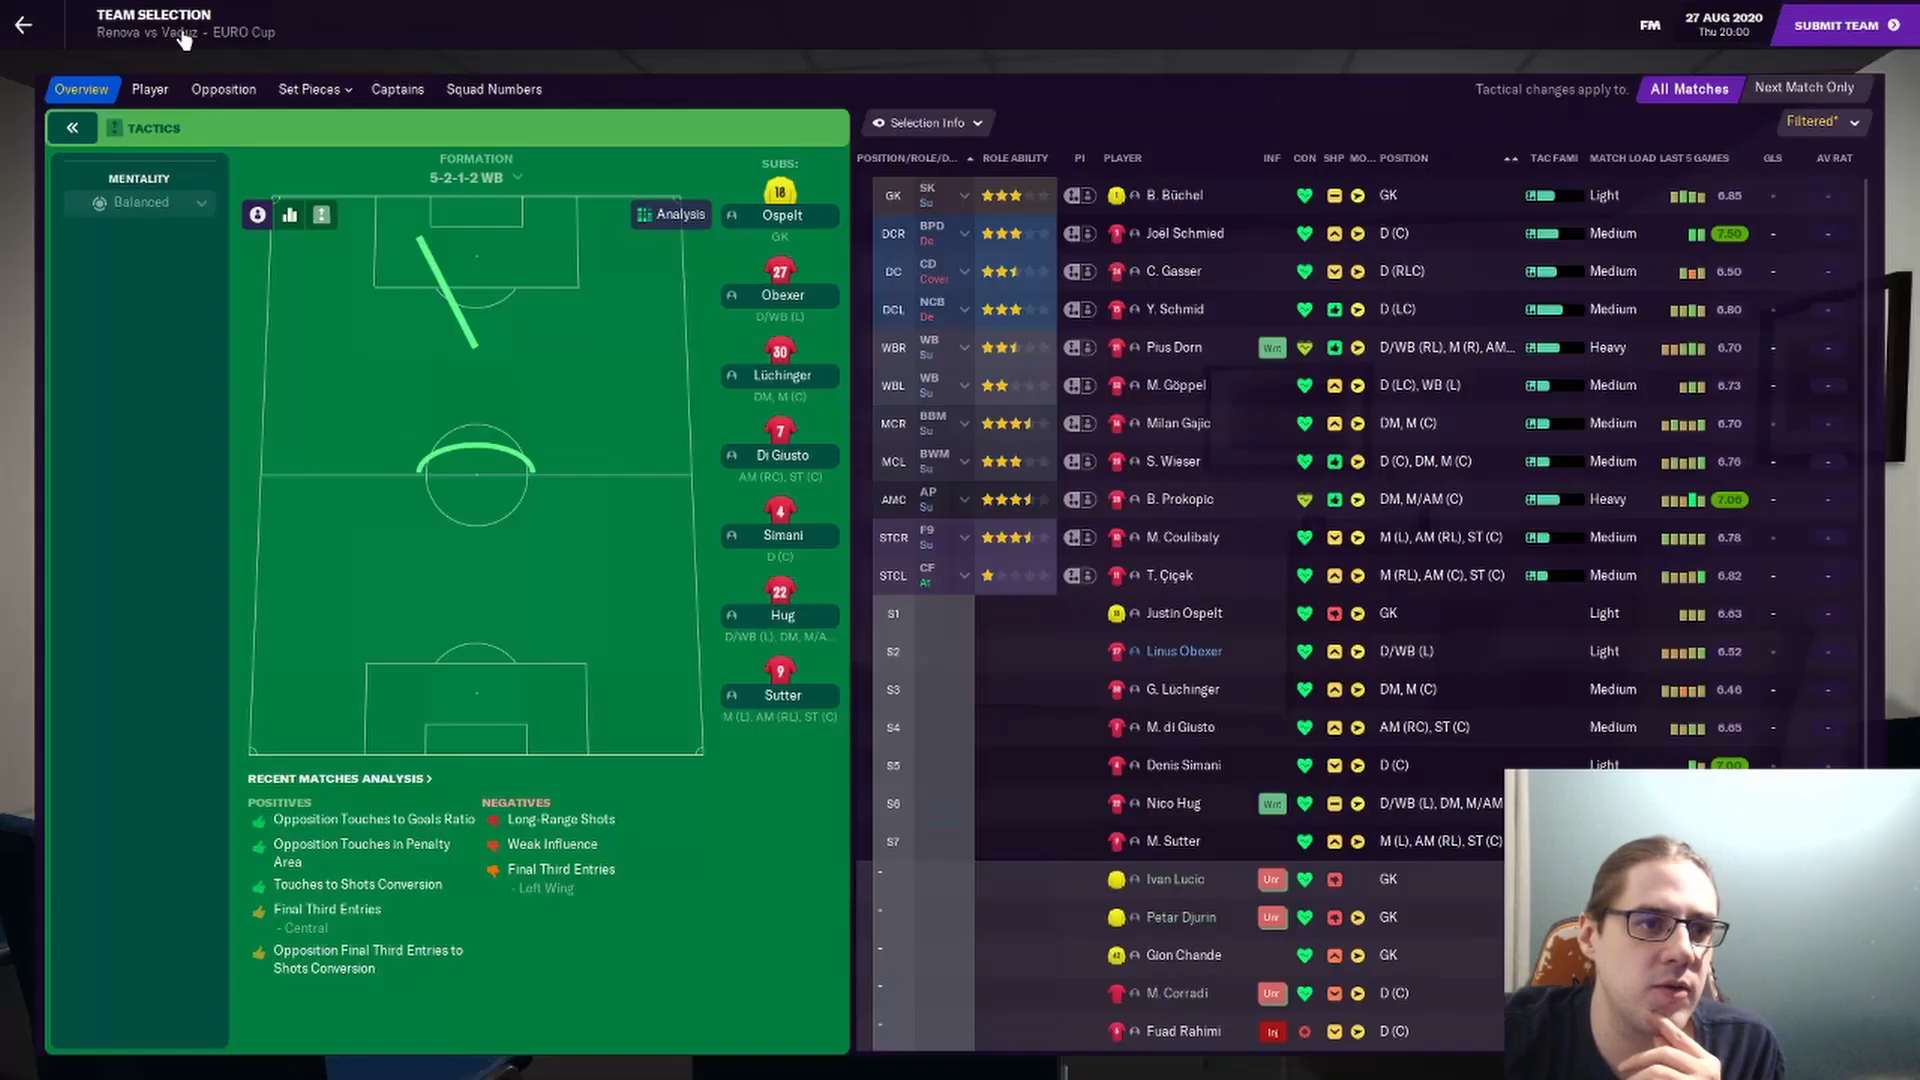 TEAM SELECTION
Renova vs Vaduz - EURO Cup
FM
27 AUG 2020
Thu 20:00
SUBMIT TEAM
Overview Player Opposition Set Pieces Captains Squad Numbers
Tactical changes apply to: All Matches Next Match Only
TACTICS
Selection Info
Filtered*
MENTALITY
Balanced
FORMATION
5-2-1-2 WB
Analysis
SUBS:
18
Ospelt
GK
27
Obexer
D/WB (L)
30
Lüchinger
DM, M (C)
7
Di Giusto
AM (RC), ST (C)
4
Simani
D (C)
22
Hug
D/WB (L), DM, M/A...
9
Sutter
M (L), AM (RL), ST (C)
RECENT MATCHES ANALYSIS >
POSITIVES
Opposition Touches to Goals Ratio
Opposition Touches in Penalty
Area
Touches to Shots Conversion
Final Third Entries
- Central
Opposition Final Third Entries to
Shots Conversion
NEGATIVES
Long-Range Shots
Weak Influence
Final Third Entries
- Left Wing
POSITION/ROLE/D... ROLE ABILITY PI PLAYER INF CON SHP MO... POSITION TAC FAMI MATCH LOAD LAST 5 GAMES GLS AV RAT
GK SK Su B. Büchel GK Light 6.85 - -
DCR BPD De Joël Schmied D (C) Medium 7.50 - -
DC CD Cover C. Gasser D (RLC) Medium 6.50 - -
DCL NCB De Y. Schmid D (LC) Medium 6.80 - -
WBR WB Su Pius Dorn Wnt D/WB (RL), M (R), AM... Heavy 6.70 - -
WBL WB Su M. Göppel D (LC), WB (L) Medium 6.73 - -
MCR BBM Su Milan Gajic DM, M (C) Medium 6.70 - -
MCL BWM Su S. Wieser D (C), DM, M (C) Medium 6.76 - -
AMC AP Su B. Prokopic DM, M/AM (C) Heavy 7.06 - -
STCR F9 Su M. Coulibaly M (L), AM (RL), ST (C) Medium 6.78 - -
STCL CF At T. Çiçek M (RL), AM (C), ST (C) Medium 6.82 - -
S1 Justin Ospelt GK Light 6.63 - -
S2 Linus Obexer D/WB (L) Light 6.52 - -
S3 G. Lüchinger DM, M (C) Medium 6.46 - -
S4 M. di Giusto AM (RC), ST (C) Medium 6.65 - -
S5 Denis Simani D (C) Light 7.00 - -
S6 Nico Hug Wnt D/WB (L), DM, M/AM
S7 M. Sutter M (L), AM (RL), ST (C)
- Ivan Lucic Unr GK
- Petar Djurin Unr GK
- Gion Chande GK
- M. Corradi Unr D (C)
- Fuad Rahimi Inj D (C)